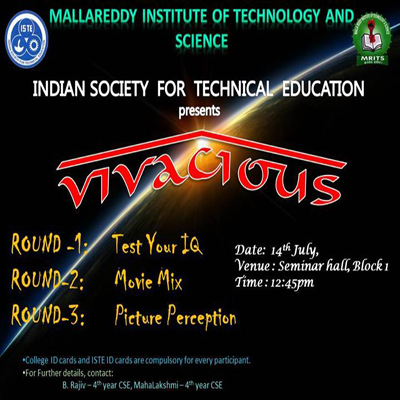 MALLAREDDY INSTITUTE OF TECHNOLOGY AND
SCIENCE
ISTE
MRITS
INDIAN SOCIETY FOR TECHNICAL EDUCATION
presents
vivacious
ROUND -1: Test Your IQ
ROUND-2: Movie Mix
ROUND-3: Picture Perception
Date: 14th July,
Venue : Seminar hall, Block 1
Time : 12:45pm
•College ID cards and ISTE ID cards are compulsory for every participant.
•For Further details, contact:
B. Rajiv – 4th year CSE, MahaLakshmi – 4th year CSE